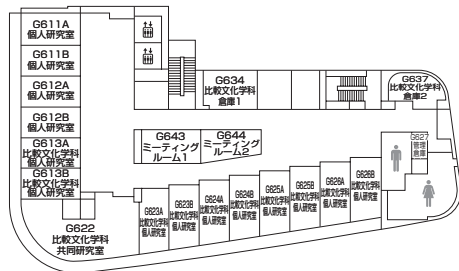 G611A
個人研究室
G611B
個人研究室
G612A
個人研究室
G612B
個人研究室
G613A
比較文化学科
個人研究室
G613B
比較文化学科
個人研究室
G622
比較文化学科
共同研究室
G634
比較文化学科
倉庫1
G637
比較文化学科
倉庫2
G643
ミーティング
ルーム1
G644
ミーティング
ルーム2
G627
管理
倉庫
G623A
比較文化学科
個人研究室
G623B
比較文化学科
個人研究室
G624A
比較文化学科
個人研究室
G624B
比較文化学科
個人研究室
G625A
比較文化学科
個人研究室
G625B
比較文化学科
個人研究室
G626A
比較文化学科
個人研究室
G626B
比較文化学科
個人研究室